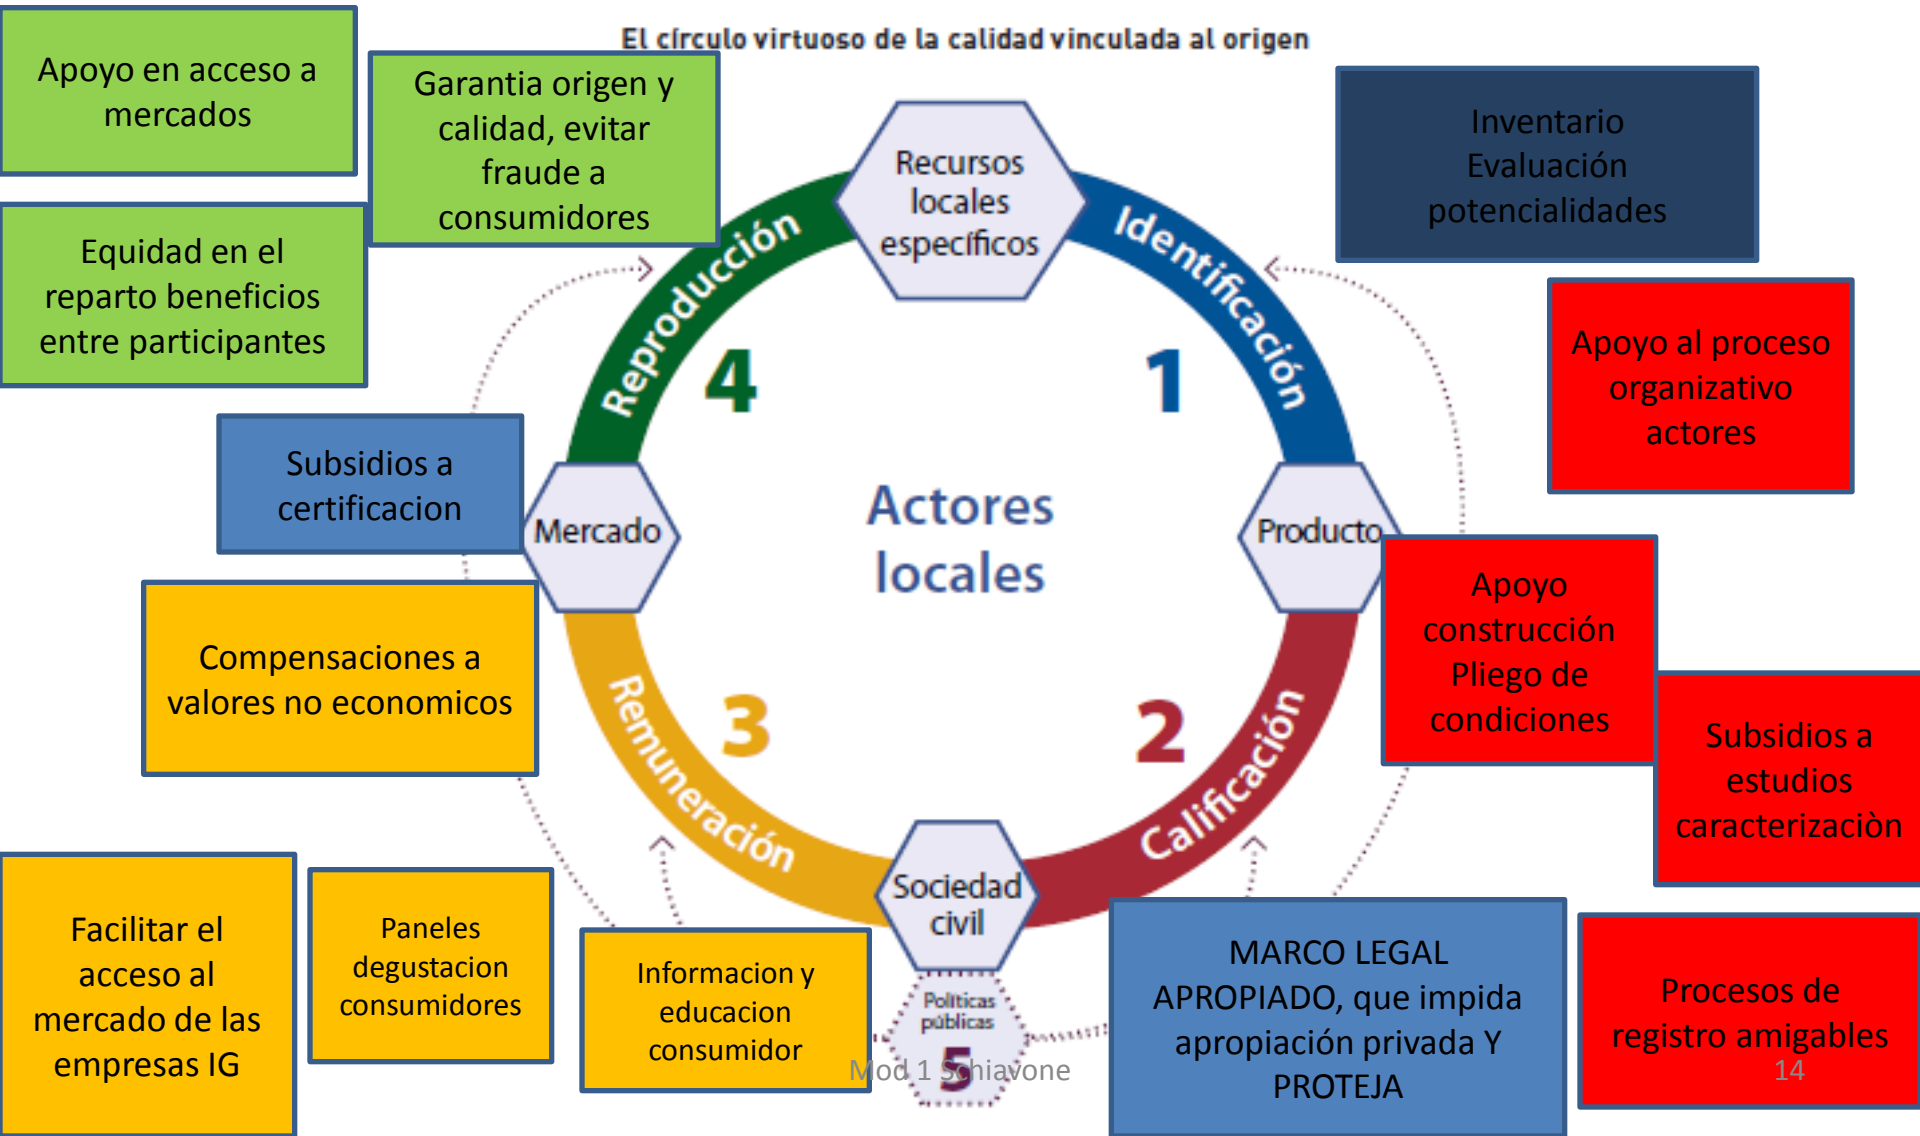 El círculo virtuoso de la calidad vinculada al origen
Apoyo en acceso a
mercados
Garantia origen y
calidad, evitar
fraude a
consumidores
Equidad en el
reparto beneficios
entre participantes
Recursos
locales
específicos
Inventario
Evaluación
potencialidades
Identificación
1
Reproducción
4
Apoyo al proceso
organizativo
actores
Subsidios a
certificacion
Mercado
Actores
locales
Producto
Apoyo
construcción
Pliego de
condiciones
Compensaciones a
valores no economicos
Remuneración
3
2
Calificación
Subsidios a
estudios
caracterizaciòn
Facilitar el
acceso al
mercado de las
empresas IG
Paneles
degustacion
consumidores
Informacion y
educacion
consumidor
Sociedad
civil
Políticas
públicas
5
MARCO LEGAL
APROPIADO, que impida
apropiación privada Y
PROTEJA
Procesos de
registro amigables
Mod 1 Schiavone
14